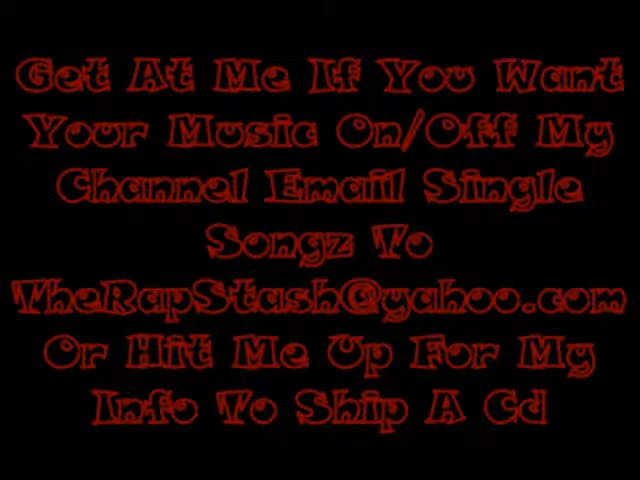 Get At Me If You Want
Your Music On/Off My
Channel Email Single
Songz To
TheRapStash@yahoo.com
Or Hit Me Up For My
Info To Ship A Cd